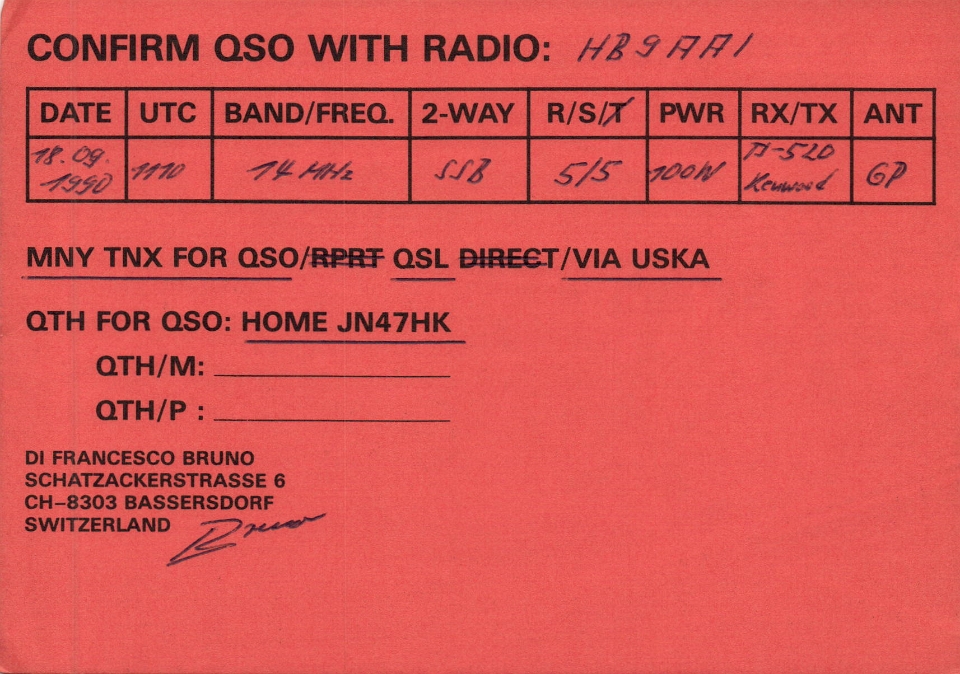 CONFIRM QSO WITH RADIO: HB9AAI
DATE UTC BAND/FREQ. 2-WAY R/S/T PWR RX/TX ANT
18.09. 1990 1110 14 MHz SSB 5/5 100W TS-520 Kenwood GP
MNY TNX FOR QSO/RPRT QSL DIRECT/VIA USKA
QTH FOR QSO: HOME JN47HK
QTH/M:
QTH/P :
DI FRANCESCO BRUNO
SCHATZACKERSTRASSE 6
CH-8303 BASSERSDORF
SWITZERLAND Bruno